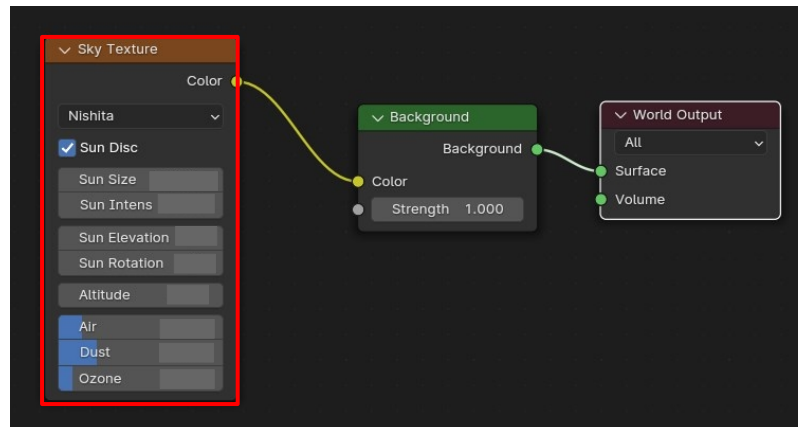 Sky Texture
Color
Nishita
Sun Disc
Sun Size
Sun Intens
Sun Elevation
Sun Rotation
Altitude
Air
Dust
Ozone
Background
Background
Color
Strength 1.000
World Output
All
Surface
Volume